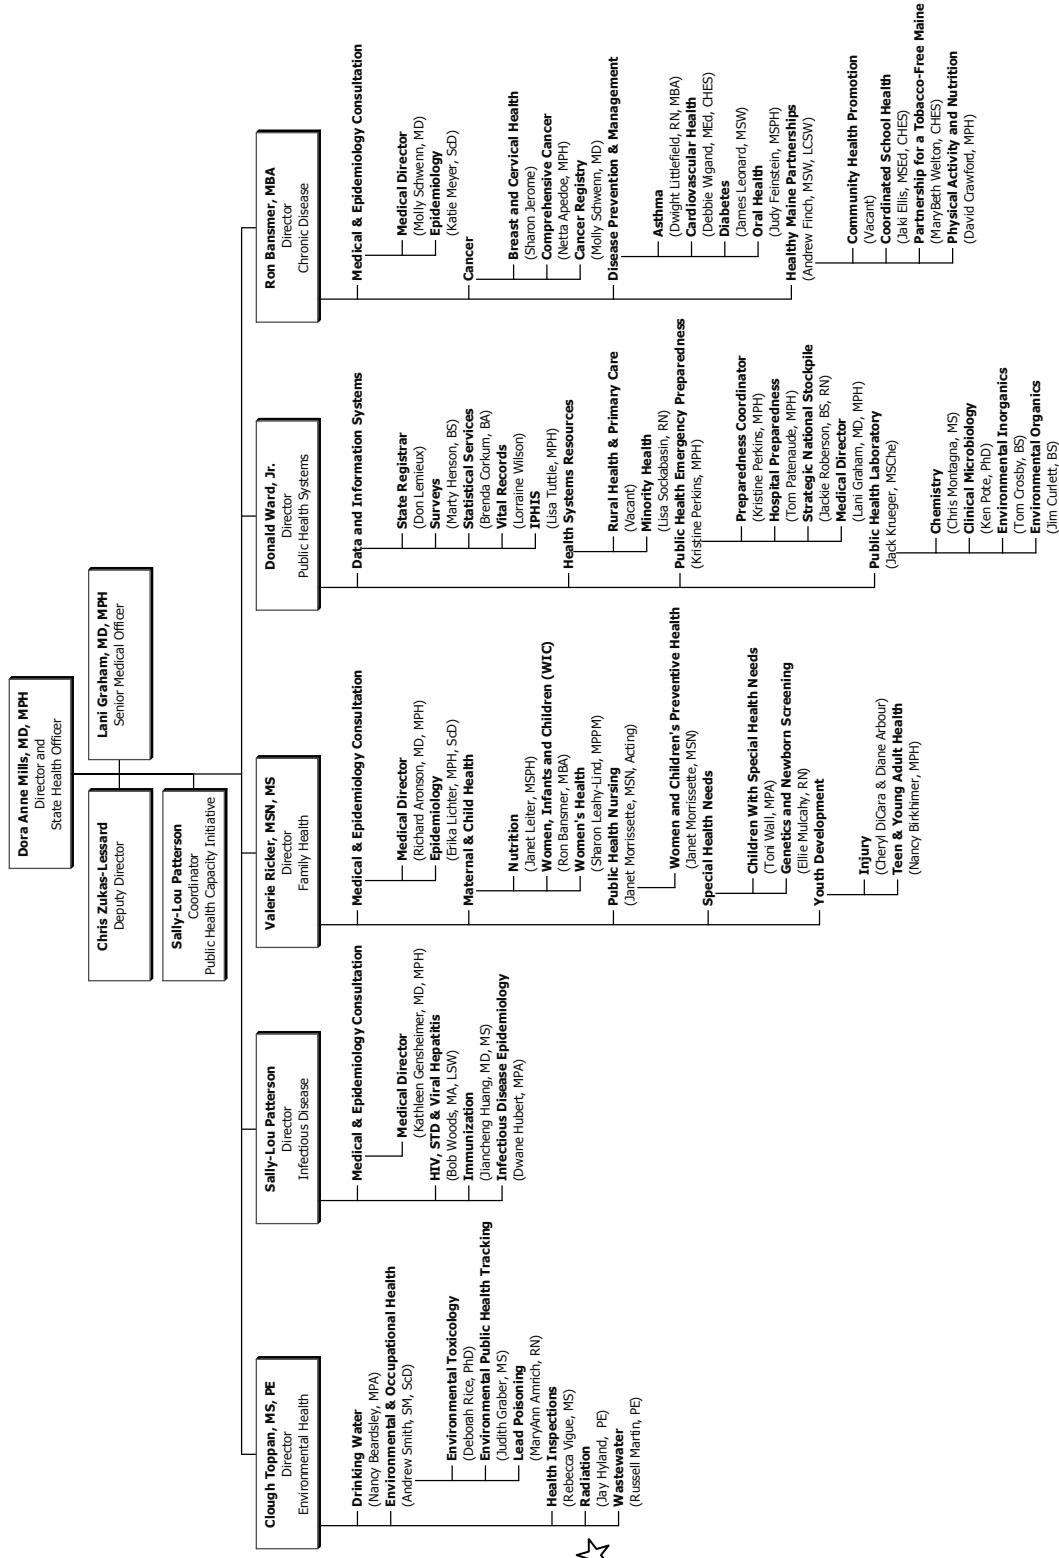 Dora Anne Mills, MD, MPH
Director and
State Health Officer
Chris Zukas-Lessard
Deputy Director
Lani Graham, MD, MPH
Senior Medical Officer
Sally-Lou Patterson
Coordinator
Public Health Capacity Initiative
Clough Toppan, MS, PE
Director
Environmental Health
Drinking Water
(Nancy Beardsley, MPA)
Environmental & Occupational Health
(Andrew Smith, SM, ScD)
Environmental Toxicology
(Deborah Rice, PhD)
Environmental Public Health Tracking
(Judith Graber, MS)
Lead Poisoning
(MaryAnn Amrich, RN)
Health Inspections
(Rebecca Vigue, MS)
Radiation
(Jay Hyland, PE)
Wastewater
(Russell Martin, PE)
Sally-Lou Patterson
Director
Infectious Disease
Medical & Epidemiology Consultation
Medical Director
(Kathleen Gensheimer, MD, MPH)
HIV, STD & Viral Hepatitis
(Bob Woods, MA, LSW)
Immunization
(Jiancheng Huang, MD, MS)
Infectious Disease Epidemiology
(Dwane Hubert, MPA)
Valerie Ricker, MSN, MS
Director
Family Health
Medical & Epidemiology Consultation
Medical Director
(Richard Aronson, MD, MPH)
Epidemiology
(Erika Lichter, MPH, ScD)
Maternal & Child Health
Nutrition
(Janet Leiter, MSPH)
Women, Infants and Children (WIC)
(Ron Bansmer, MBA)
Women's Health
(Sharon Leahy-Lind, MPPM)
Public Health Nursing
(Janet Morrissette, MSN, Acting)
Women and Children's Preventive Health
(Janet Morrissette, MSN)
Special Health Needs
Children With Special Health Needs
(Toni Wall, MPA)
Genetics and Newborn Screening
(Ellie Mulcahy, RN)
Youth Development
Injury
(Cheryl DiCara & Diane Arbour)
Teen & Young Adult Health
(Nancy Birkhimer, MPH)
Donald Ward, Jr.
Director
Public Health Systems
Data and Information Systems
State Registrar
(Don Lemieux)
Surveys
(Marty Henson, BS)
Statistical Services
(Brenda Corkum, BA)
Vital Records
(Lorraine Wilson)
IPHIS
(Lisa Tuttle, MPH)
Health Systems Resources
Rural Health & Primary Care
(Vacant)
Minority Health
(Lisa Sockabasin, RN)
Public Health Emergency Preparedness
(Kristine Perkins, MPH)
Preparedness Coordinator
(Kristine Perkins, MPH)
Hospital Preparedness
(Tom Patenaude, MPH)
Strategic National Stockpile
(Jackie Roberson, BS, RN)
Medical Director
(Lani Graham, MD, MPH)
Public Health Laboratory
(Jack Krueger, MSChe)
Chemistry
(Chris Montagna, MS)
Clinical Microbiology
(Ken Pote, PhD)
Environmental Inorganics
(Tom Crosby, BS)
Environmental Organics
(Jim Curlett, BS)
Ron Bansmer, MBA
Director
Chronic Disease
Medical & Epidemiology Consultation
Medical Director
(Molly Schwenn, MD)
Epidemiology
(Katie Meyer, ScD)
Cancer
Breast and Cervical Health
(Sharon Jerome)
Comprehensive Cancer
(Netta Apedoe, MPH)
Cancer Registry
(Molly Schwenn, MD)
Disease Prevention & Management
Asthma
(Dwight Littlefield, RN, MBA)
Cardiovascular Health
(Debbie Wigand, MEd, CHES)
Diabetes
(James Leonard, MSW)
Oral Health
(Judy Feinstein, MSPH)
Healthy Maine Partnerships
(Andrew Finch, MSW, LCSW)
Community Health Promotion
(Vacant)
Coordinated School Health
(Jaki Ellis, MSEd, CHES)
Partnership for a Tobacco-Free Maine
(MaryBeth Welton, CHES)
Physical Activity and Nutrition
(David Crawford, MPH)